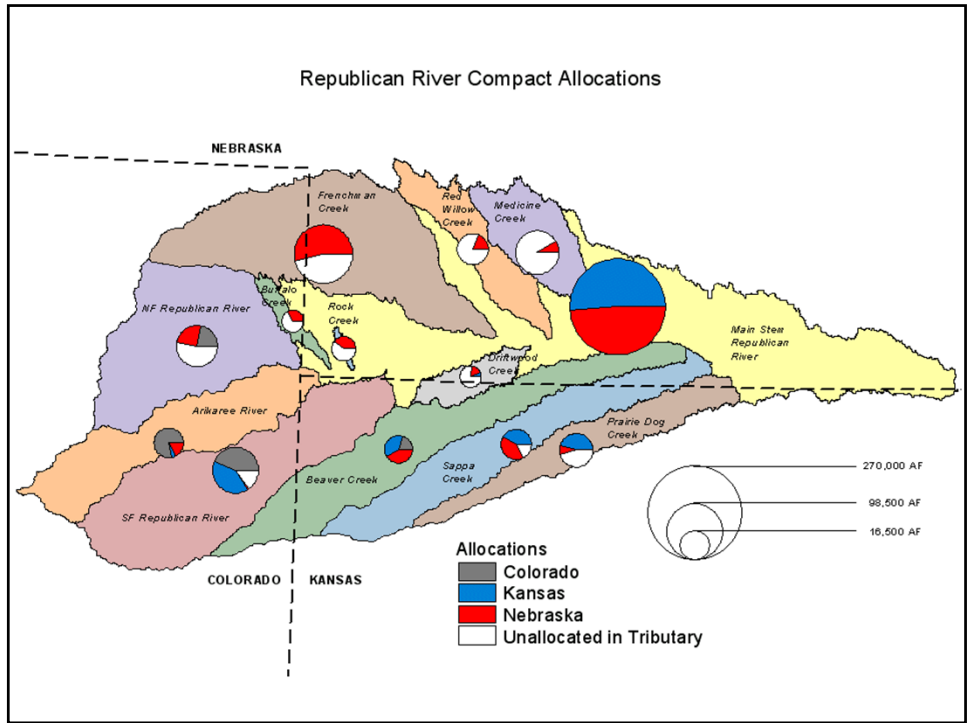 Republican River Compact Allocations
NEBRASKA
Frenchman
Creek
Red
Willow
Creek
Medicine
Creek
Buffalo
Creek
NF Republican River
Rock
Creek
Main Stem
Republican
River
Driftwood
Creek
Arikaree River
Prairie Dog
Creek
Beaver Creek
Sappa
Creek
SF Republican River
270,000 AF
98,500 AF
16,500 AF
COLORADO
KANSAS
Allocations
Colorado
Kansas
Nebraska
Unallocated in Tributary